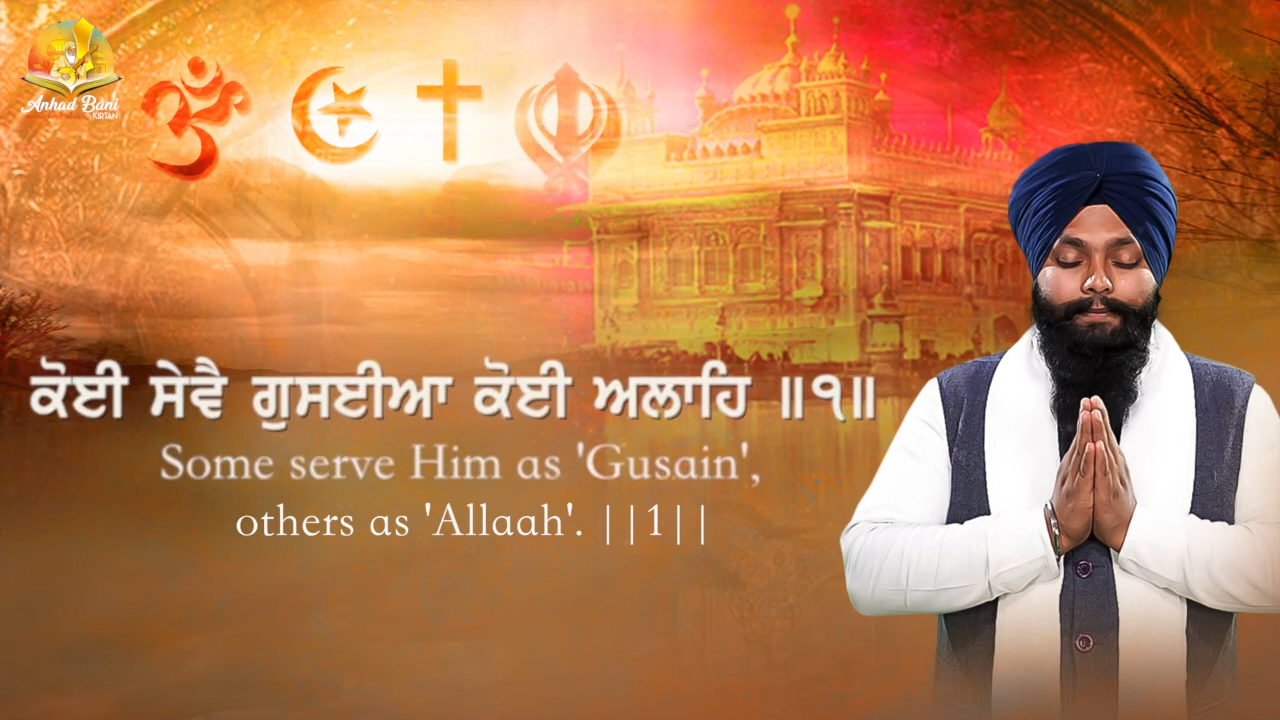 Anhad Bani
KIRTAN
ਕੋਈ ਸੇਵੈ ਗੁਸਈਆ ਕੋਈ ਅਲਾਹਿ ॥੧॥
Some serve Him as 'Gusain',
others as 'Allaah'. ||1||